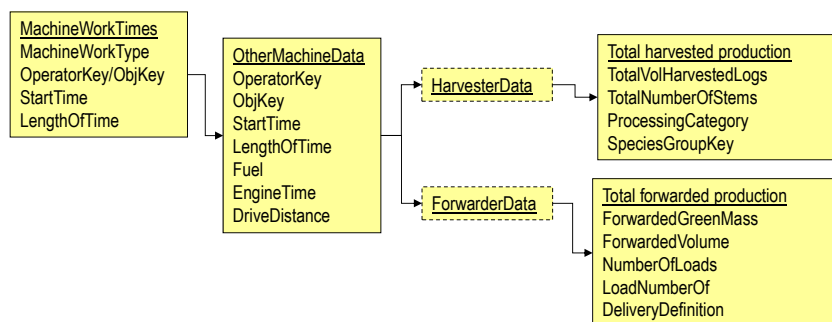 MachineWorkTimes
MachineWorkType
OperatorKey/ObjKey
StartTime
LengthOfTime
OtherMachineData
OperatorKey
ObjKey
StartTime
LengthOfTime
Fuel
EngineTime
DriveDistance
HarvesterData
ForwarderData
Total harvested production
TotalVolHarvestedLogs
TotalNumberOfStems
ProcessingCategory
SpeciesGroupKey
Total forwarded production
ForwardedGreenMass
ForwardedVolume
NumberOfLoads
LoadNumberOf
DeliveryDefinition